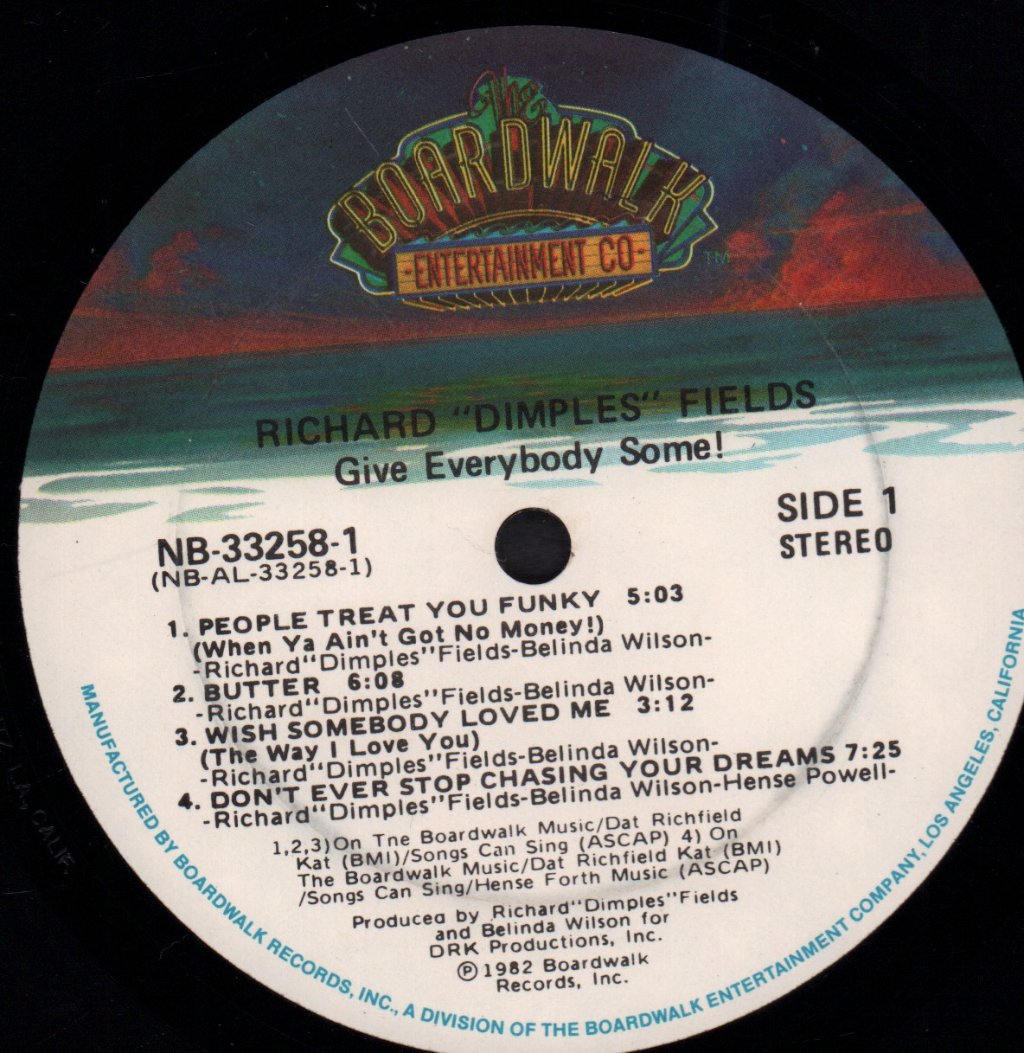 The
BOARDWALK
-ENTERTAINMENT CO-
TM
RICHARD "DIMPLES" FIELDS
Give Everybody Some!
SIDE 1
STEREO
NB-33258-1
(NB-AL-33258-1)
1. PEOPLE TREAT YOU FUNKY 5:03
(When Ya Ain't Got No Money!)
-Richard"Dimples"Fields-Belinda Wilson-
2. BUTTER 6:08
-Richard"Dimples"Fields-Belinda Wilson-
3. WISH SOMEBODY LOVED ME 3:12
(The Way I Love You)
-Richard"Dimples"Fields-Belinda Wilson-
4. DON'T EVER STOP CHASING YOUR DREAMS 7:25
-Richard"Dimples"Fields-Belinda Wilson-Hense Powell-
1,2,3)On Tne Boardwalk Music/Dat Richfield
Kat (BMI)/Songs Can Sing (ASCAP) 4) On
The Boardwalk Music/Dat Richfield Kat (BMI)
/Songs Can Sing/Hense Forth Music (ASCAP)
Produced by Richard"Dimples"Fields
and Belinda Wilson for
DRK Productions, Inc.
℗1982 Boardwalk
Records, Inc.
MANUFACTURED BY BOARDWALK RECORDS, INC., A DIVISION OF THE BOARDWALK ENTERTAINMENT COMPANY, LOS ANGELES, CALIFORNIA